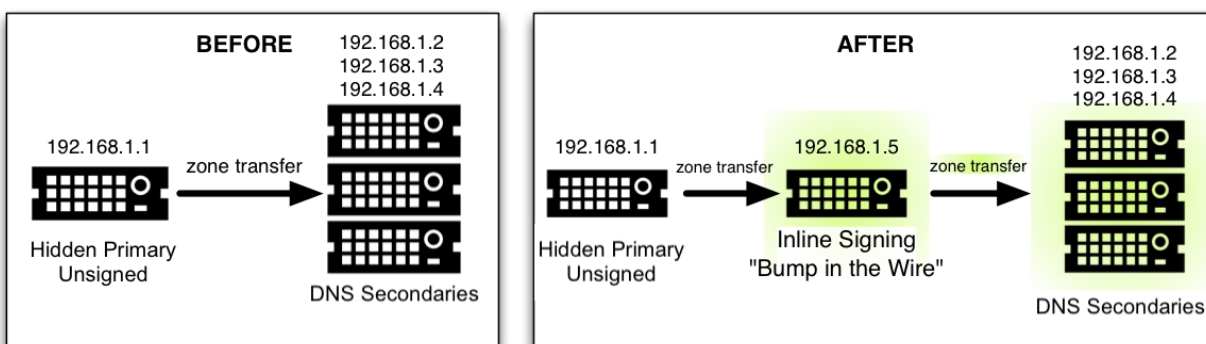 BEFORE
192.168.1.2
192.168.1.3
192.168.1.4
192.168.1.1
zone transfer
Hidden Primary
Unsigned
DNS Secondaries
AFTER
192.168.1.2
192.168.1.3
192.168.1.4
192.168.1.1
zone transfer
192.168.1.5
zone transfer
Hidden Primary
Unsigned
Inline Signing
"Bump in the Wire"
DNS Secondaries